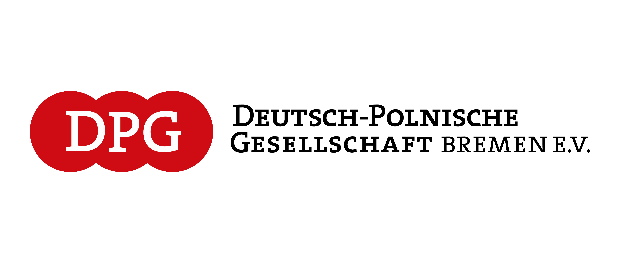 DPG
DEUTSCH-POLNISCHE
GESELLSCHAFT BREMEN E.V.